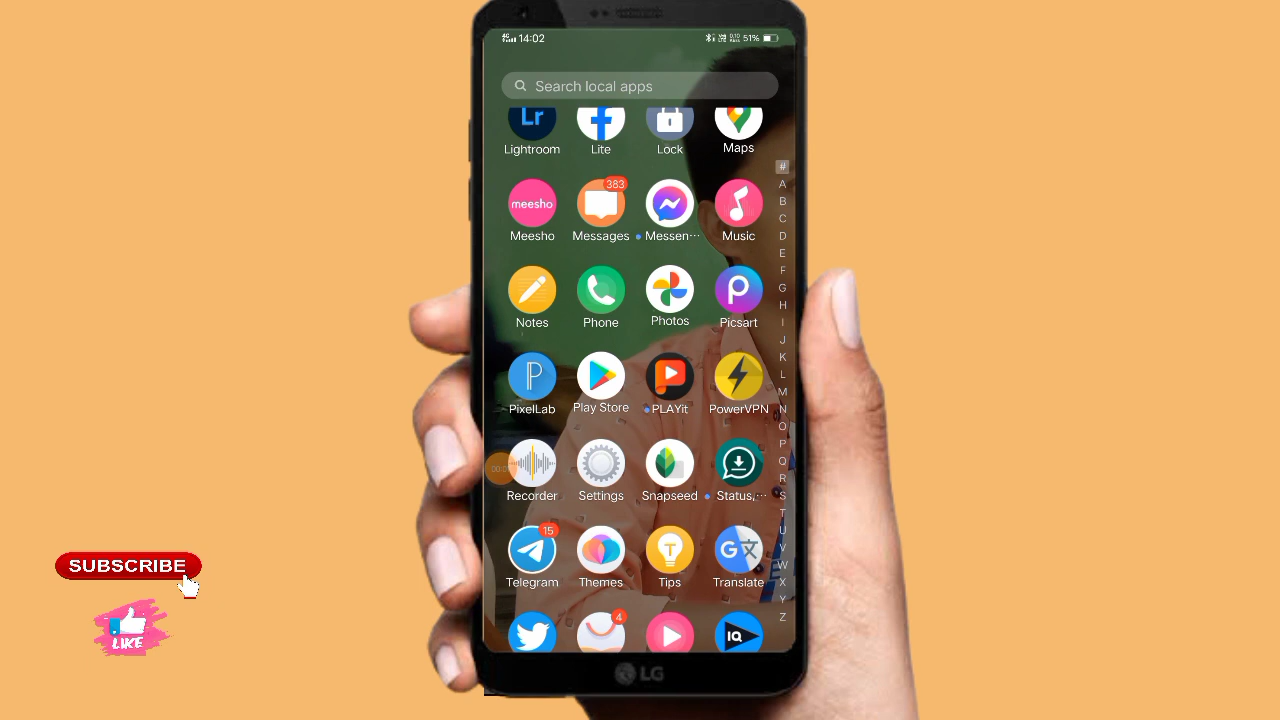 4G 14:02
51%
Search local apps
Lr
Lightroom Lite Lock Maps
meesho 383
Meesho Messages Messen··· Music
Notes Phone Photos Picsart
PixelLab Play Store PLAYit PowerVPN
Recorder Settings Snapseed Status,···
15 T G
Telegram Themes Tips Translate
4 IQ
#
A
B
C
D
E
F
G
H
I
J
K
L
M
N
O
P
Q
R
S
T
U
V
W
X
Y
Z
LG
SUBSCRIBE
LIKE